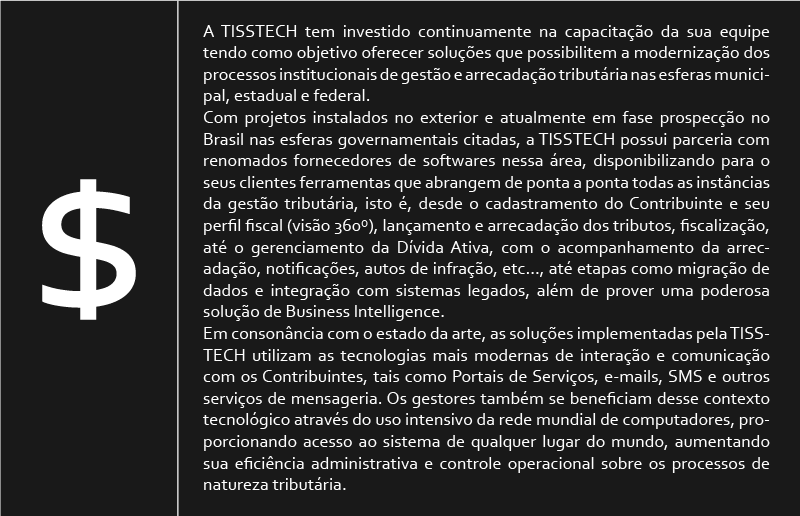 $
A TISSTECH tem investido continuamente na capacitação da sua equipe
tendo como objetivo oferecer soluções que possibilitem a modernização dos
processos institucionais de gestão e arrecadação tributária nas esferas munici-
pal, estadual e federal.
Com projetos instalados no exterior e atualmente em fase prospecção no
Brasil nas esferas governamentais citadas, a TISSTECH possui parceria com
renomados fornecedores de softwares nessa área, disponibilizando para o
seus clientes ferramentas que abrangem de ponta a ponta todas as instâncias
da gestão tributária, isto é, desde o cadastramento do Contribuinte e seu
perfil fiscal (visão 360º), lançamento e arrecadação dos tributos, fiscalização,
até o gerenciamento da Dívida Ativa, com o acompanhamento da arrec-
adação, notificações, autos de infração, etc..., até etapas como migração de
dados e integração com sistemas legados, além de prover uma poderosa
solução de Business Intelligence.
Em consonância com o estado da arte, as soluções implementadas pela TISS-
TECH utilizam as tecnologias mais modernas de interação e comunicação
com os Contribuintes, tais como Portais de Serviços, e-mails, SMS e outros
serviços de mensageria. Os gestores também se beneficiam desse contexto
tecnológico através do uso intensivo da rede mundial de computadores, pro-
porcionando acesso ao sistema de qualquer lugar do mundo, aumentando
sua eficiência administrativa e controle operacional sobre os processos de
natureza tributária.